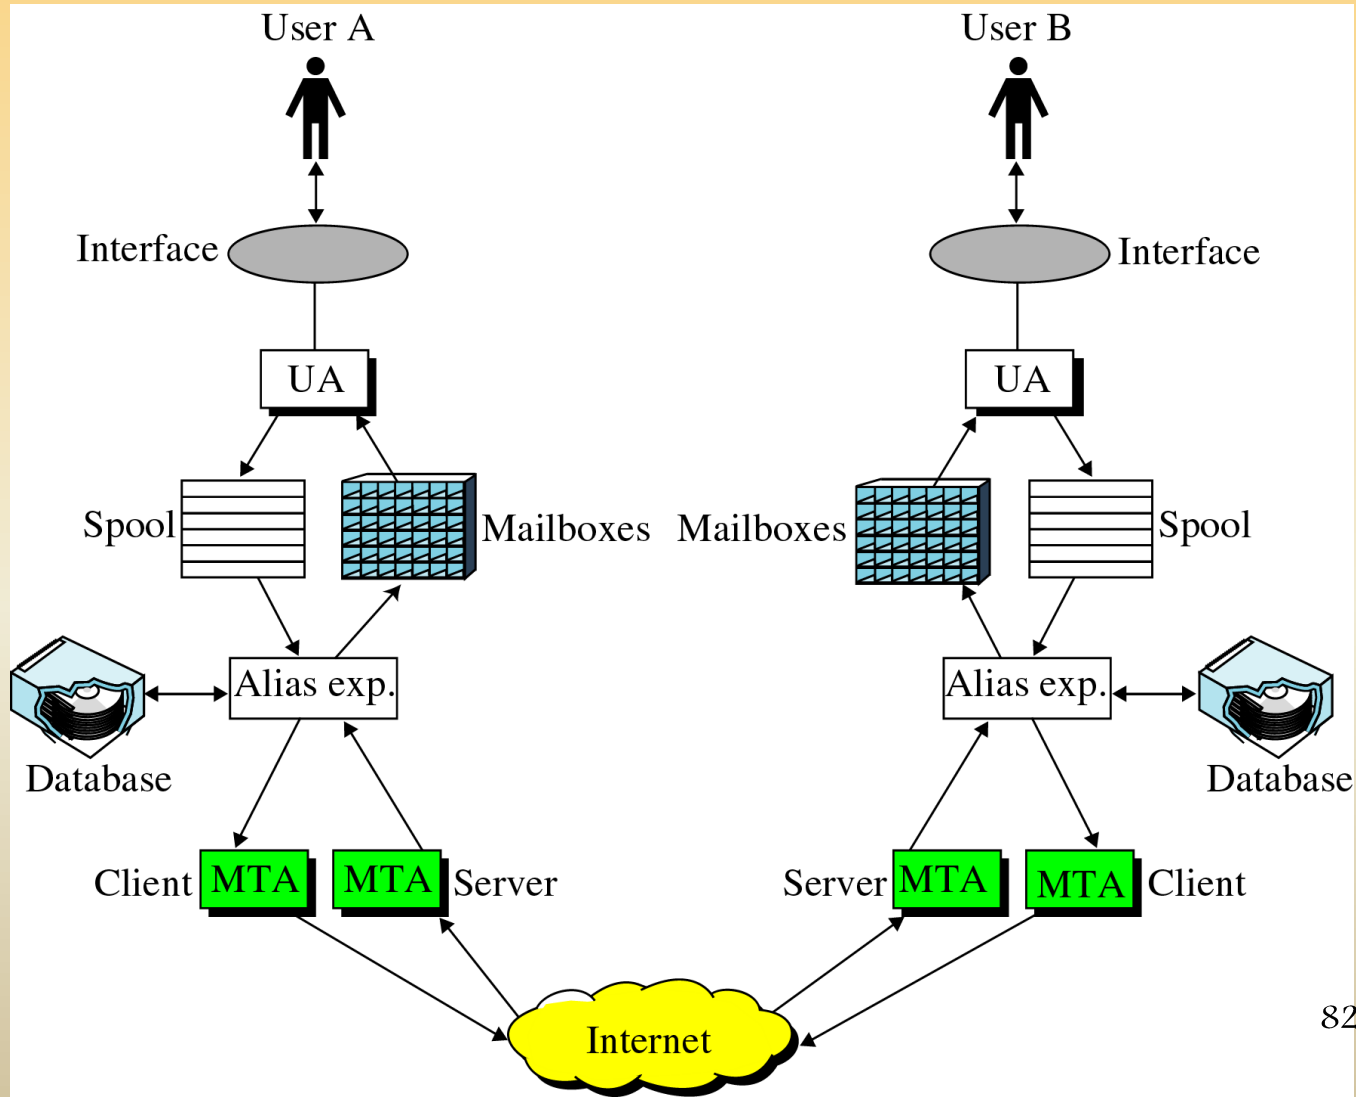 User A
User B
Interface
Interface
UA
UA
Spool
Mailboxes
Mailboxes
Spool
Alias exp.
Alias exp.
Database
Database
Client
MTA
MTA
Server
Server
MTA
MTA
Client
Internet
82